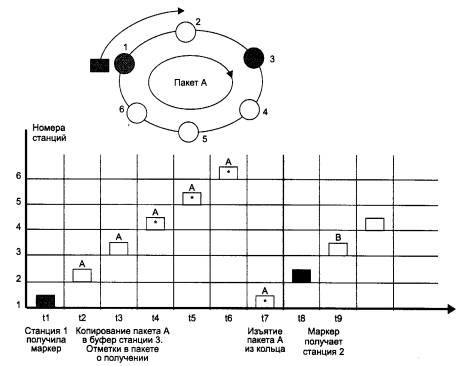 2
1
3
Пакет А
6
4
5
Номера
станций
6
5
4
3
2
1
А
*
А
*
А
*
А
А
В
А
*
t1
t2
t3
t4
t5
t6
t7
t8
t9
Станция 1
получила
маркер
Копирование пакета А
в буфер станции 3.
Отметки в пакете
о получении
Изъятие
пакета А
из кольца
Маркер
получает
станция 2